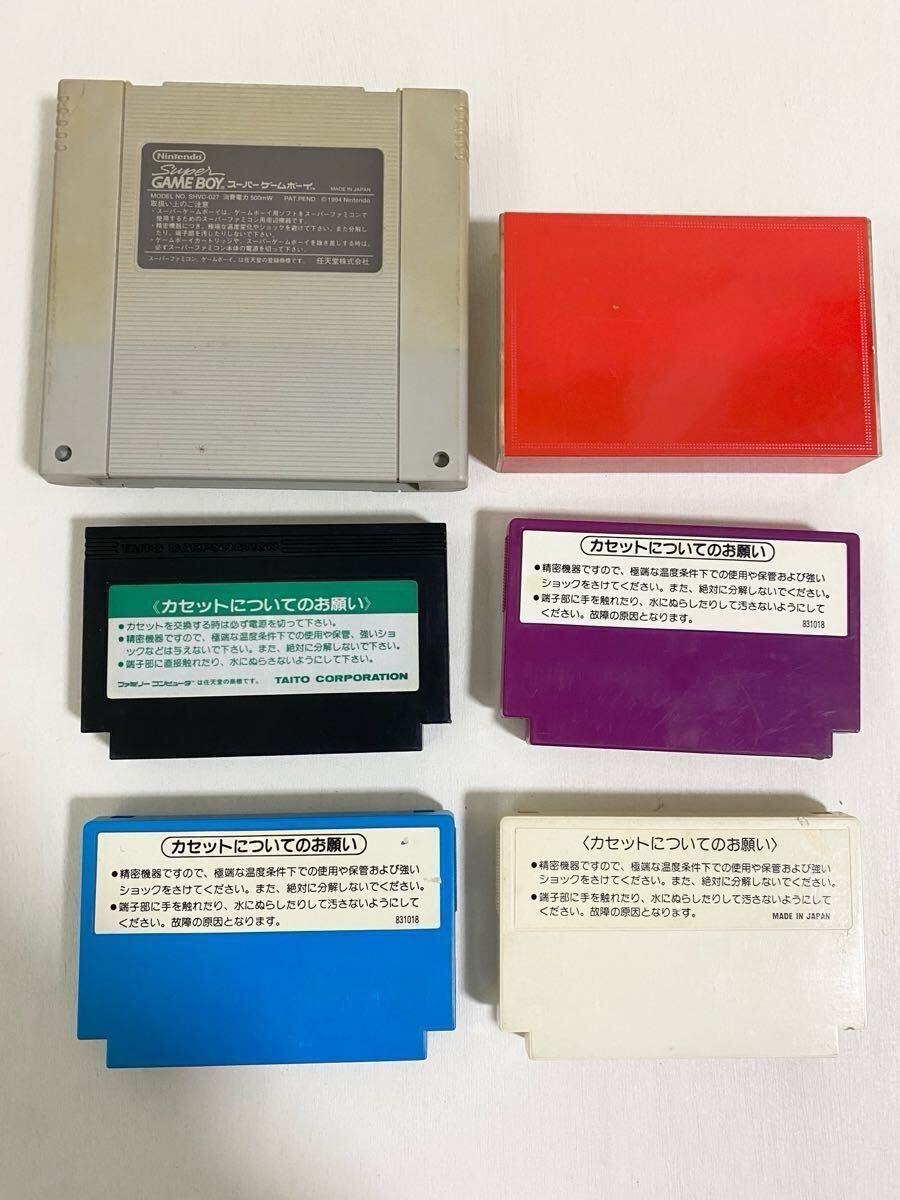 Nintendo
Super
GAME BOY™ スーパーゲームボーイ™ MADE IN JAPAN
MODEL NO. SHVC-027 消費電力 500mW PAT.PEND ©1994 Nintendo
取扱い上のご注意
・スーパーゲームボーイは、ゲームボーイ用ソフトをスーパーファミコンで
使用するためのスーパーファミコン用周辺機器です。
・精密機器につき、極端な温度変化やショックを避けて下さい。また分解し
たり、端子部を汚したりしないで下さい。
・ゲームボーイカートリッジや、スーパーゲームボーイを抜き差しする時は、
必ずスーパーファミコン本体の電源を切って下さい。
スーパーファミコン、ゲームボーイ、は任天堂の登録商標です。 任天堂株式会社
TAITO CORPORATION
《カセットについてのお願い》
●カセットを交換する時は必ず電源を切って下さい。
●精密機器ですので、極端な温度条件下での使用や保管、強いショ
ックなどは与えないで下さい。また、絶対に分解しないで下さい。
●端子部に直接触れたり、水にぬらさないようにして下さい。
ファミリーコンピュータ™は任天堂の商標です。 TAITO CORPORATION
カセットについてのお願い
●精密機器ですので、極端な温度条件下での使用や保管および強い
ショックをさけてください。また、絶対に分解しないでください。
●端子部に手を触れたり、水にぬらしたりして汚さないようにして
ください。故障の原因となります。 831018
カセットについてのお願い
●精密機器ですので、極端な温度条件下での使用や保管および強い
ショックをさけてください。また、絶対に分解しないでください。
●端子部に手を触れたり、水にぬらしたりして汚さないようにして
ください。故障の原因となります。 831018
〈カセットについてのお願い〉
●精密機器ですので、極端な温度条件下での使用や保管および強い
ショックをさけてください。また、絶対に分解しないでください。
●端子部に手を触れたり、水にぬらしたりして汚さないようにして
ください。故障の原因となります。 MADE IN JAPAN